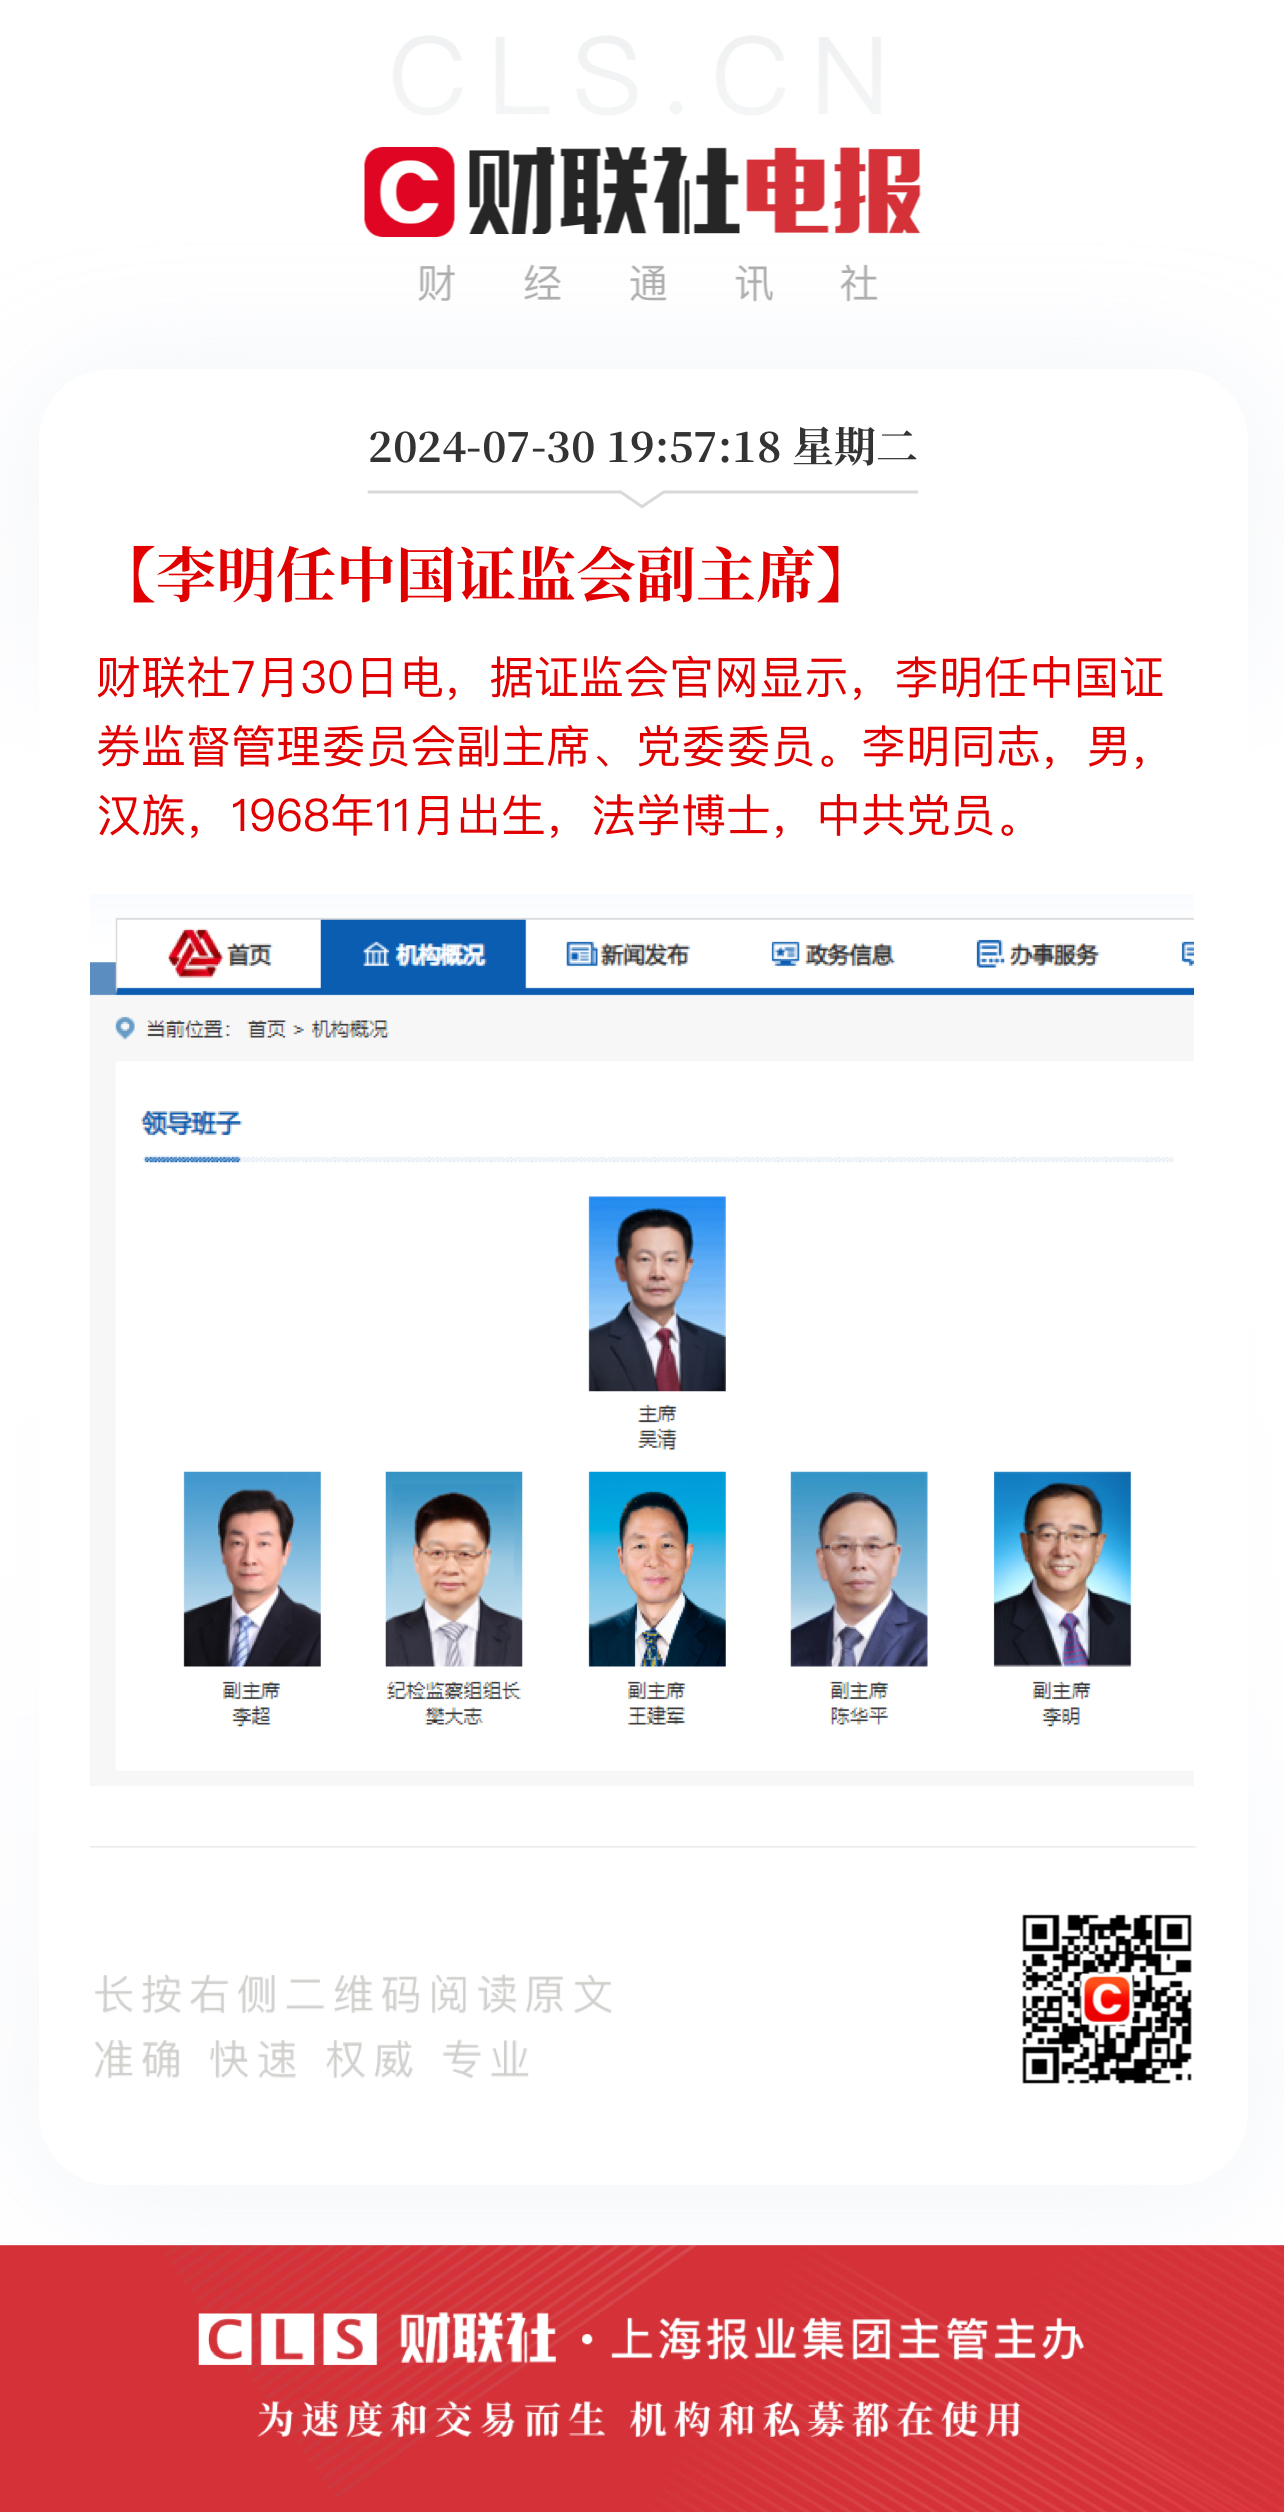 CLS.CN
C 财联社电报
财经通讯社
2024-07-30 19:57:18 星期二
【李明任中国证监会副主席】
财联社7月30日电，据证监会官网显示，李明任中国证
券监督管理委员会副主席、党委委员。李明同志，男，
汉族，1968年11月出生，法学博士，中共党员。
首页 机构概况 新闻发布 政务信息 办事服务
当前位置： 首页 > 机构概况
领导班子
主席
吴清
副主席 纪检监察组组长 副主席 副主席 副主席
李超 樊大志 王建军 陈华平 李明
长按右侧二维码阅读原文
准确 快速 权威 专业
C
CLS 财联社·上海报业集团主管主办
为速度和交易而生 机构和私募都在使用